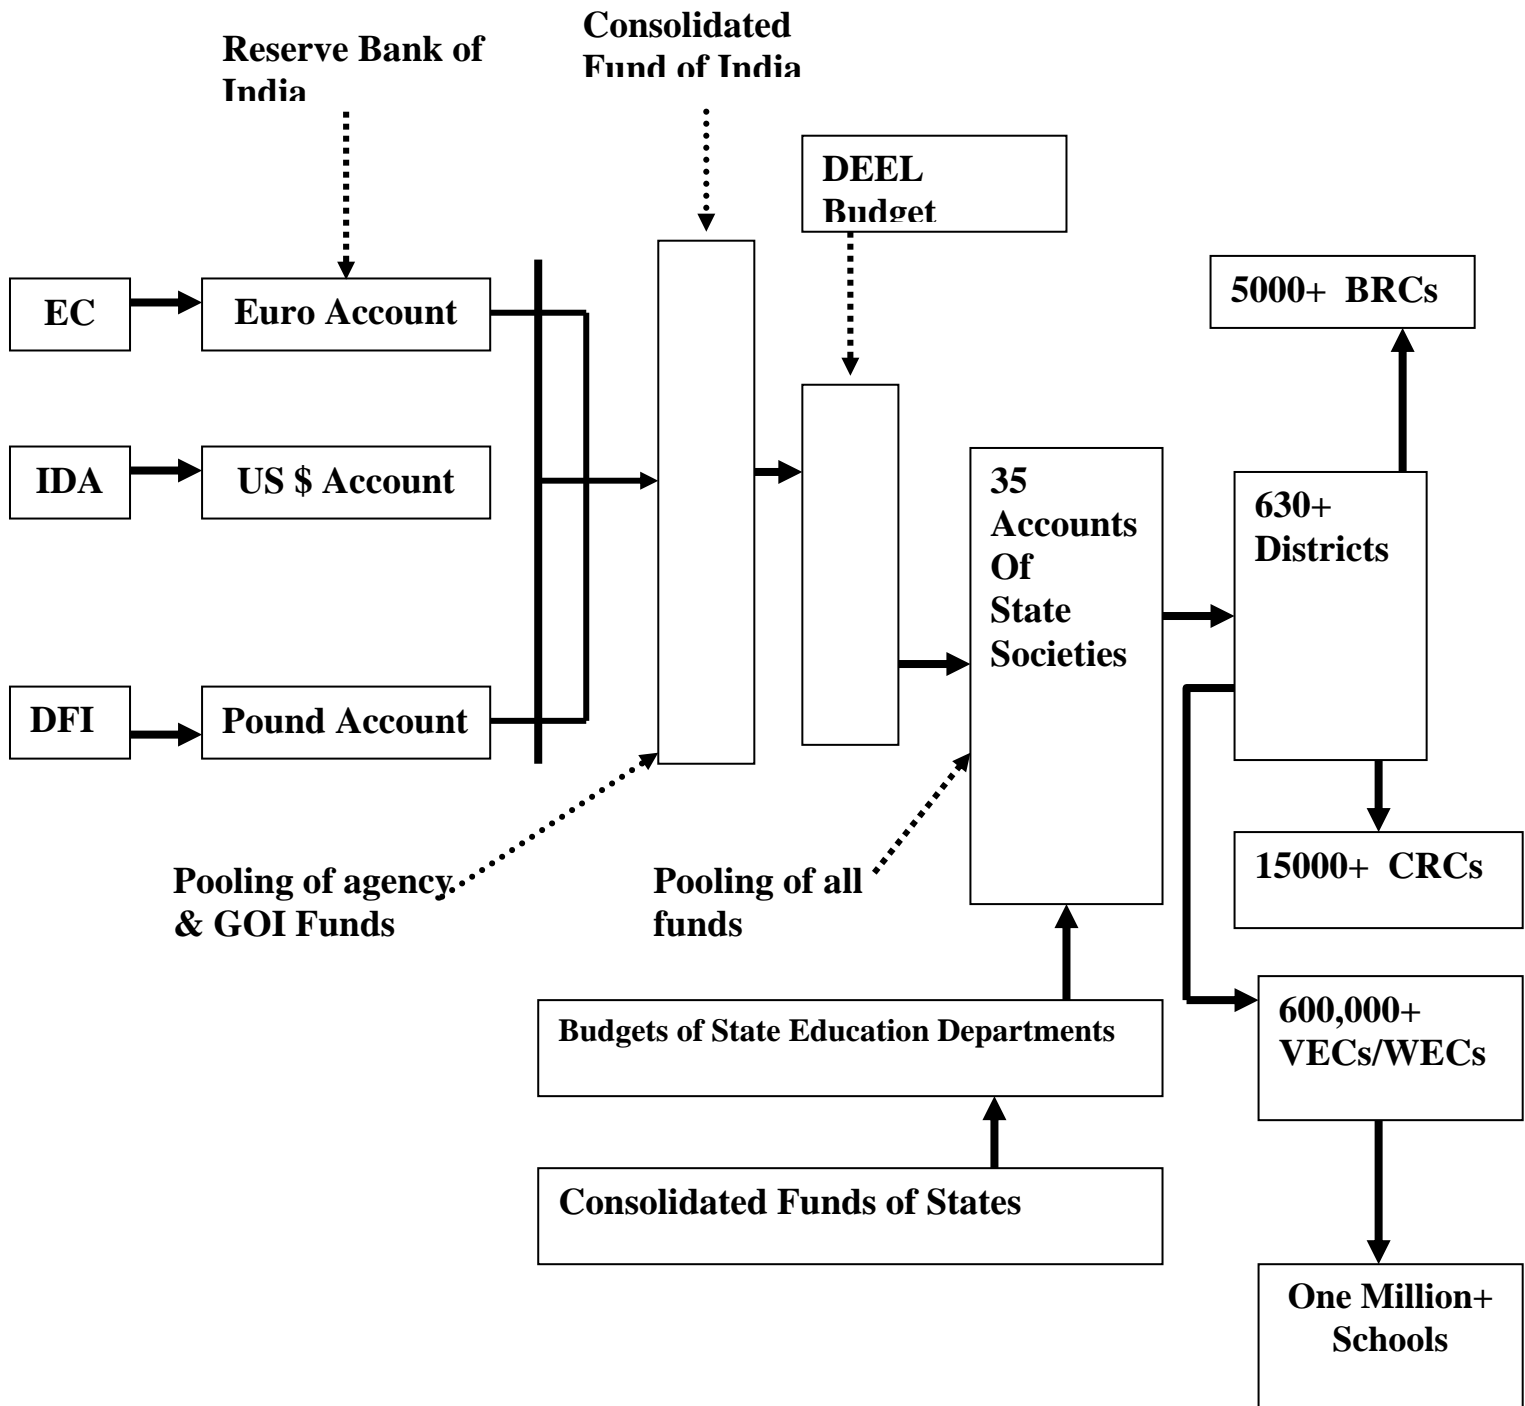 Reserve Bank of
India
Consolidated
Fund of India
DEEL
Budget
EC
Euro Account
5000+ BRCs
IDA
US $ Account
35
Accounts
Of
State
Societies
630+
Districts
DFI
Pound Account
Pooling of agency
& GOI Funds
Pooling of all
funds
15000+ CRCs
Budgets of State Education Departments
600,000+
VECs/WECs
Consolidated Funds of States
One Million+
Schools